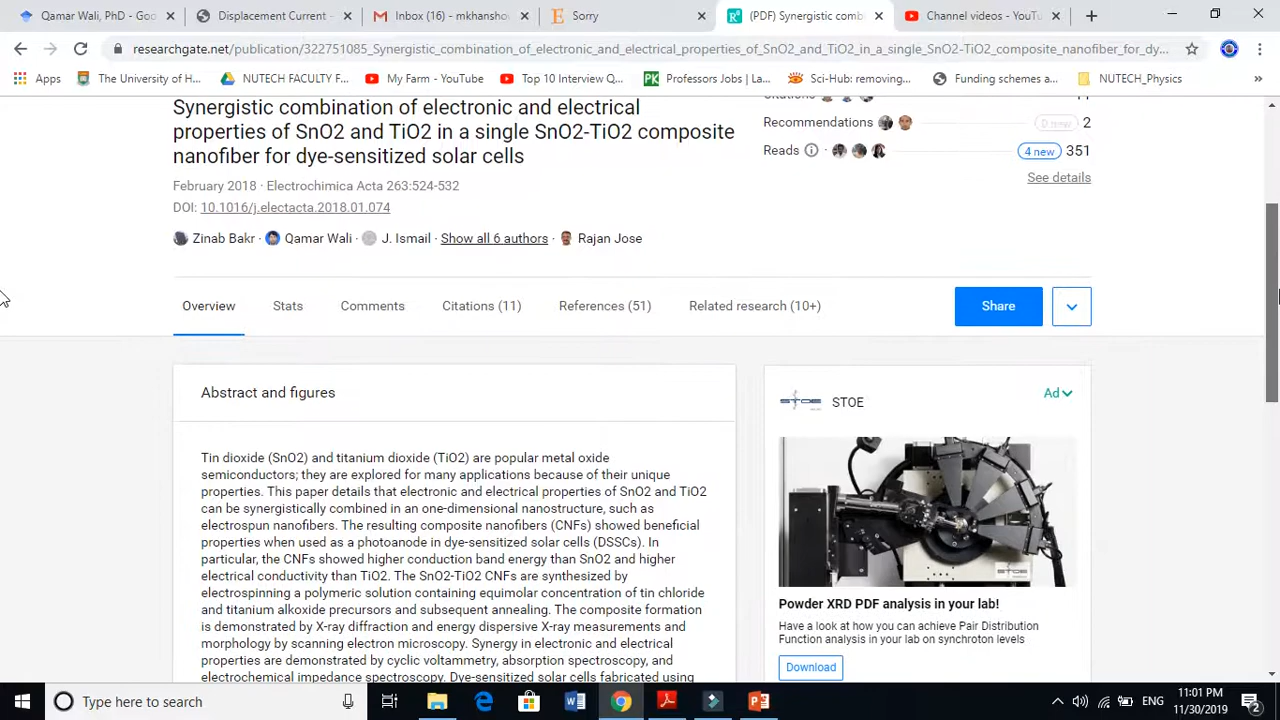 Qamar Wali, PhD - Goo
Displacement Current -
Inbox (16) - mkhanshov
Sorry
(PDF) Synergistic comb
Channel videos - YouTu
researchgate.net/publication/322751085_Synergistic_combination_of_electronic_and_electrical_properties_of_SnO2_and_TiO2_in_a_single_SnO2-TiO2_composite_nanofiber_for_dy...
Apps
The University of H...
NUTECH FACULTY F...
My Farm - YouTube
Top 10 Interview Q...
Professors Jobs | La...
Sci-Hub: removing...
Funding schemes a...
NUTECH_Physics
Synergistic combination of electronic and electrical
properties of SnO2 and TiO2 in a single SnO2-TiO2 composite
nanofiber for dye-sensitized solar cells
February 2018 · Electrochimica Acta 263:524-532
DOI: 10.1016/j.electacta.2018.01.074
Zinab Bakr · Qamar Wali · J. Ismail · Show all 6 authors · Rajan Jose
Recommendations 2
Reads 4 new 351
See details
Overview
Stats
Comments
Citations (11)
References (51)
Related research (10+)
Share
Abstract and figures
Tin dioxide (SnO2) and titanium dioxide (TiO2) are popular metal oxide
semiconductors; they are explored for many applications because of their unique
properties. This paper details that electronic and electrical properties of SnO2 and TiO2
can be synergistically combined in an one-dimensional nanostructure, such as
electrospun nanofibers. The resulting composite nanofibers (CNFs) showed beneficial
properties when used as a photoanode in dye-sensitized solar cells (DSSCs). In
particular, the CNFs showed higher conduction band energy than SnO2 and higher
electrical conductivity than TiO2. The SnO2-TiO2 CNFs are synthesized by
electrospinning a polymeric solution containing equimolar concentration of tin chloride
and titanium alkoxide precursors and subsequent annealing. The composite formation
is demonstrated by X-ray diffraction and energy dispersive X-ray measurements and
morphology by scanning electron microscopy. Synergy in electronic and electrical
properties are demonstrated by cyclic voltammetry, absorption spectroscopy, and
electrochemical impedance spectroscopy. Dye-sensitized solar cells fabricated using
STOE
Ad
Powder XRD PDF analysis in your lab!
Have a look at how you can achieve Pair Distribution
Function analysis in your lab on synchroton levels
Download
Type here to search
ENG
11:01 PM
11/30/2019
2